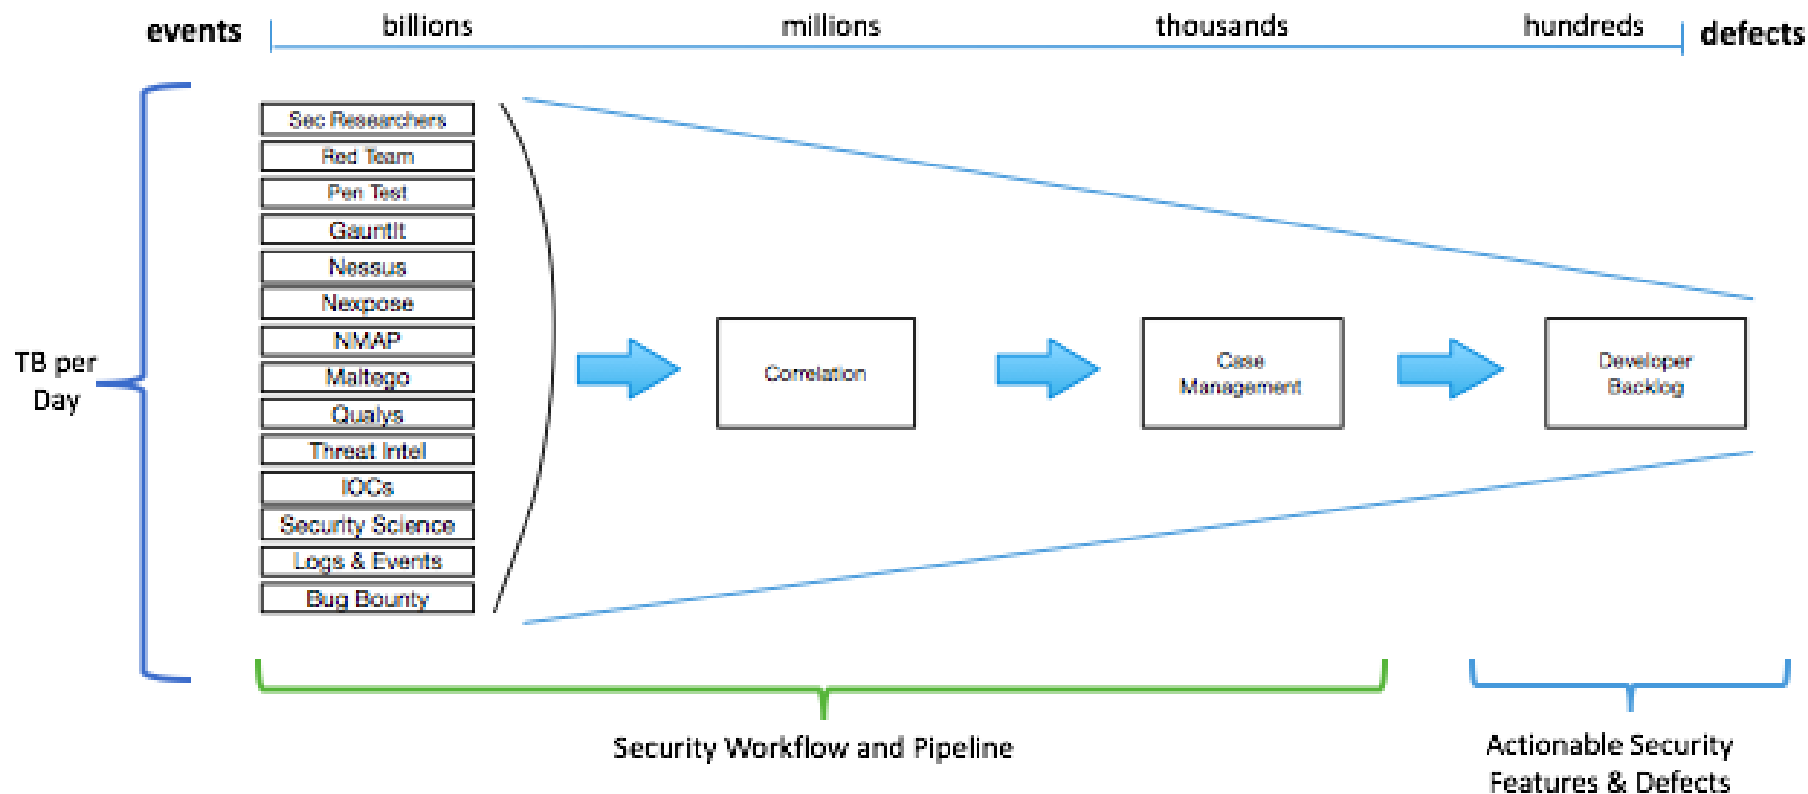 events billions millions thousands hundreds defects
Sec Researchers
Red Team
Pen Test
Gauntlt
Nessus
Nexpose
NMAP
Maltego
Qualys
Threat Intel
IOCs
Security Science
Logs & Events
Bug Bounty
TB per
Day
Correlation
Case
Management
Developer
Backlog
Security Workflow and Pipeline
Actionable Security
Features & Defects